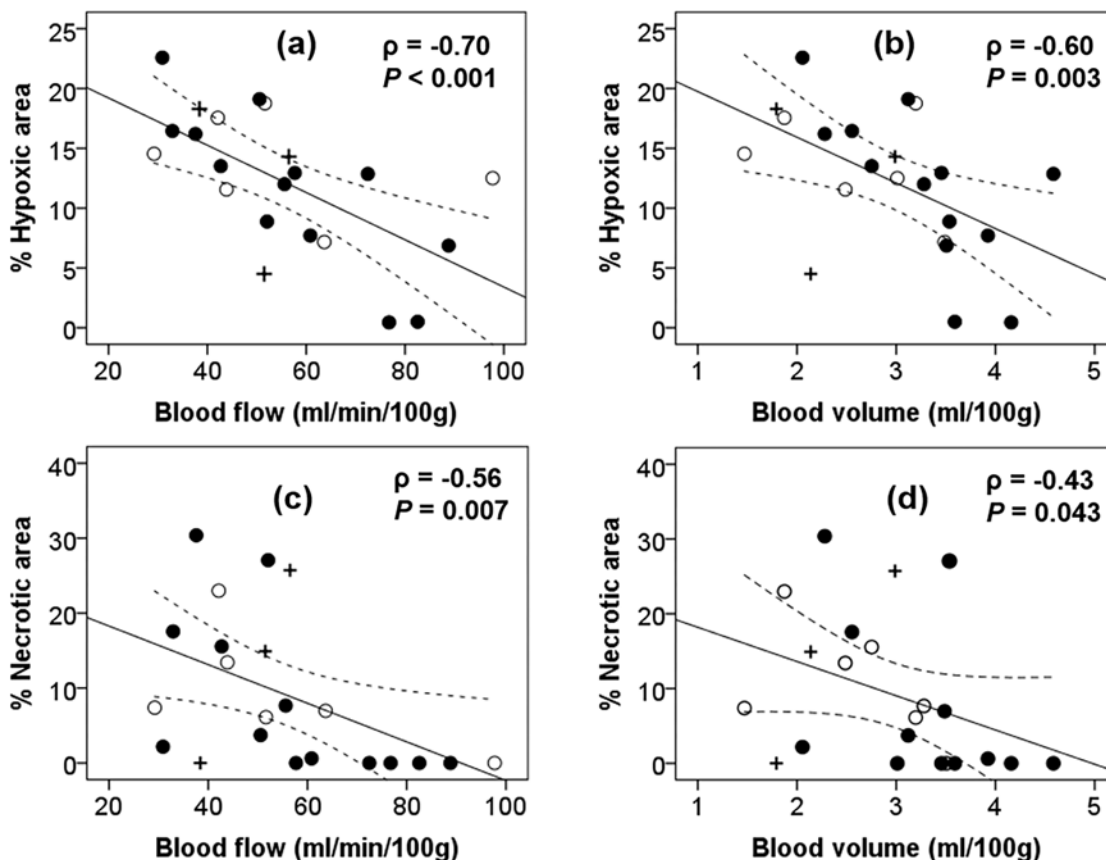 (a)
ρ = -0.70
P < 0.001
% Hypoxic area
25
20
15
10
5
0
20 40 60 80 100
Blood flow (ml/min/100g)
(b)
ρ = -0.60
P = 0.003
% Hypoxic area
25
20
15
10
5
0
1 2 3 4 5
Blood volume (ml/100g)
(c)
ρ = -0.56
P = 0.007
% Necrotic area
40
30
20
10
0
20 40 60 80 100
Blood flow (ml/min/100g)
(d)
ρ = -0.43
P = 0.043
% Necrotic area
40
30
20
10
0
1 2 3 4 5
Blood volume (ml/100g)